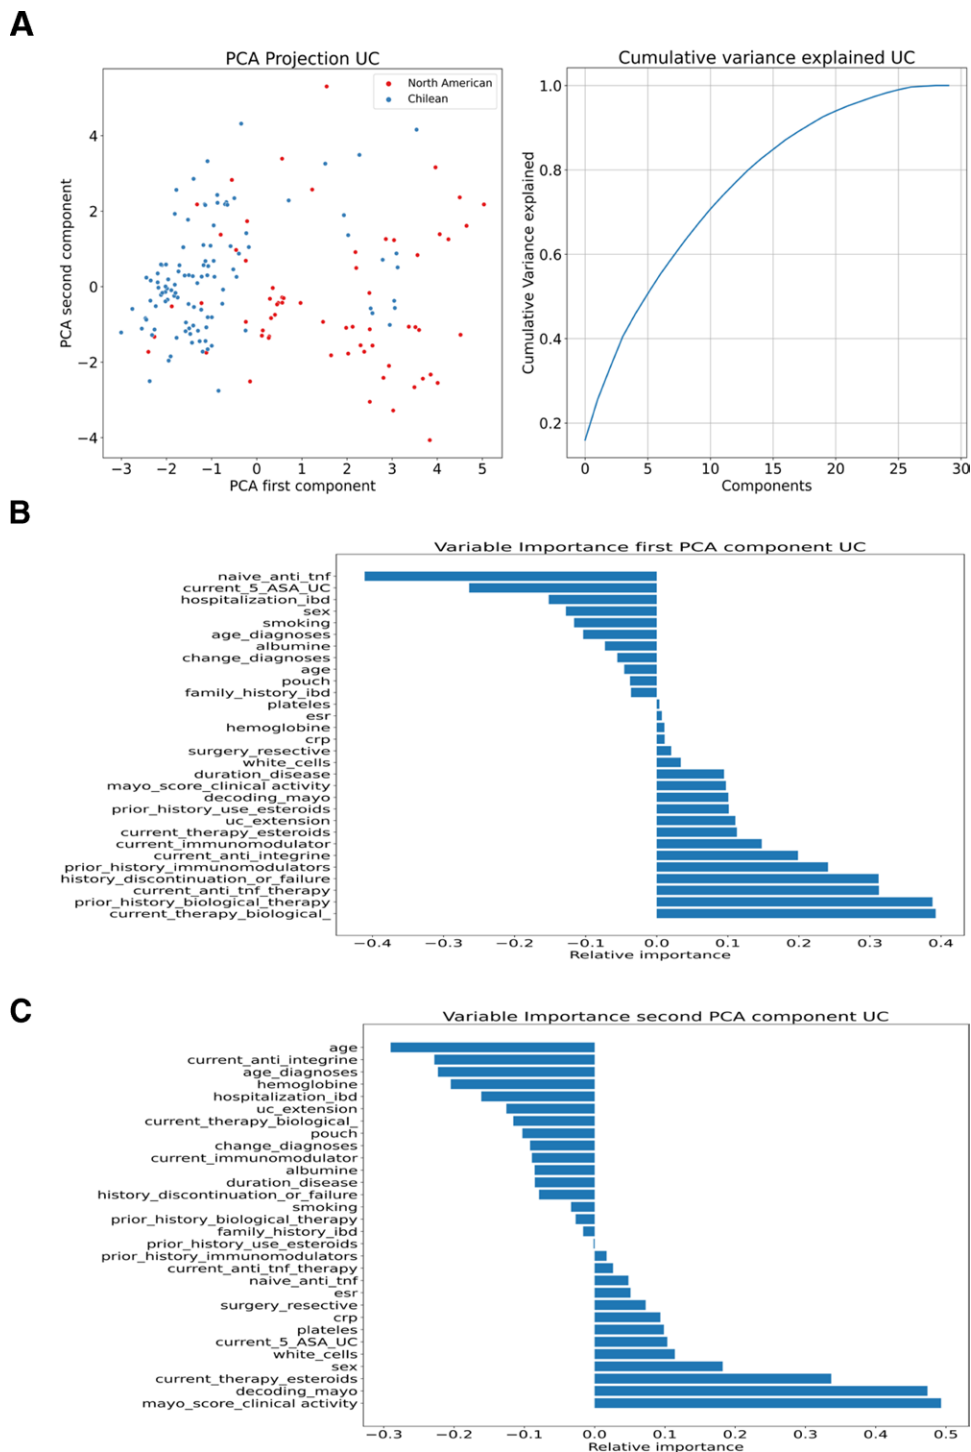 A
PCA Projection UC
North American
Chilean
4
2
0
−2
−4
PCA second component
−3 −2 −1 0 1 2 3 4 5
PCA first component
Cumulative variance explained UC
1.0
0.8
0.6
0.4
0.2
Cumulative Variance explained
0 5 10 15 20 25 30
Components
B
Variable Importance first PCA component UC
naive_anti_tnf
current_5_ASA_UC
hospitalization_ibd
sex
smoking
age_diagnoses
albumine
change_diagnoses
age
pouch
family_history_ibd
plateles
esr
hemoglobine
crp
surgery_resective
white_cells
duration_disease
mayo_score_clinical activity
decoding_mayo
prior_history_use_esteroids
uc_extension
current_therapy_esteroids
current_immunomodulator
current_anti_integrine
prior_history_immunomodulators
history_discontinuation_or_failure
current_anti_tnf_therapy
prior_history_biological_therapy
current_therapy_biological_
−0.4 −0.3 −0.2 −0.1 0.0 0.1 0.2 0.3 0.4
Relative importance
C
Variable Importance second PCA component UC
age
current_anti_integrine
age_diagnoses
hemoglobine
hospitalization_ibd
uc_extension
current_therapy_biological_
pouch
change_diagnoses
current_immunomodulator
albumine
duration_disease
history_discontinuation_or_failure
smoking
prior_history_biological_therapy
family_history_ibd
prior_history_use_esteroids
prior_history_immunomodulators
current_anti_tnf_therapy
naive_anti_tnf
esr
surgery_resective
crp
plateles
current_5_ASA_UC
white_cells
sex
current_therapy_esteroids
decoding_mayo
mayo_score_clinical activity
−0.3 −0.2 −0.1 0.0 0.1 0.2 0.3 0.4 0.5
Relative importance